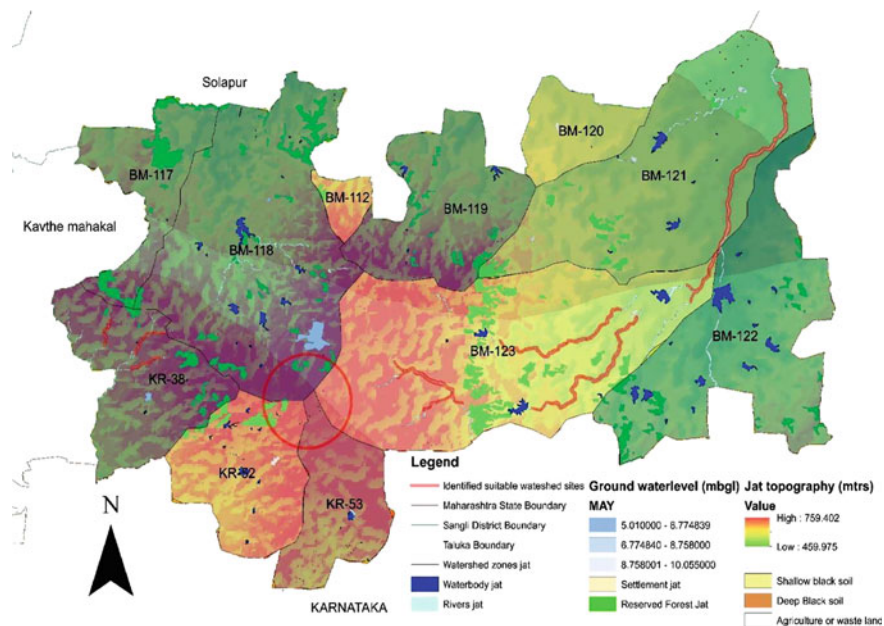 Solapur
BM-117
BM-112
BM-119
BM-120
BM-121
Kavthe mahakal
BM-118
BM-122
BM-123
KR-38
KR-52
KR-53
N
KARNATAKA
Legend
Identified suitable wateshed sites
Maharashtra State Boundary
Sangli District Boundary
Taluka Boundary
Watershed zones jat
Waterbody jat
Rivers jat
Ground waterlevel (mbgl)
MAY
5.010000 - 8.774839
6.774840 - 8.758000
8.758001 - 10.055000
Settlement jat
Reserved Forest Jat
Jat topography (mtrs)
Value
High : 759.402
Low : 459.975
Shallow black soil
Deep Black soil
Agriculture or waste land